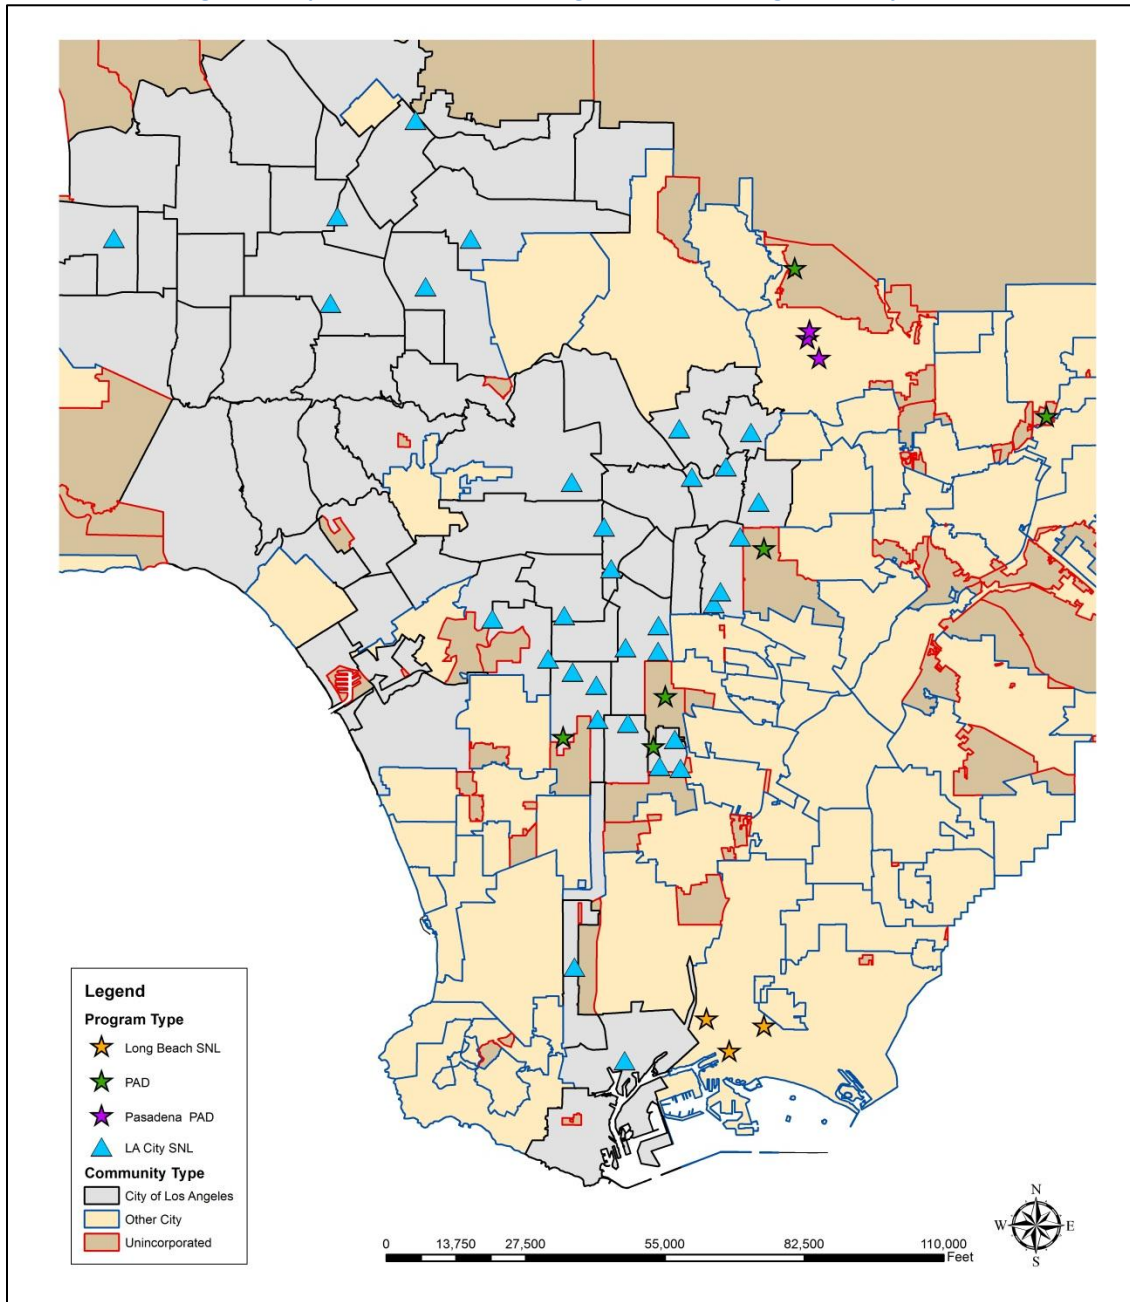 Legend
Program Type
Long Beach SNL
PAD
Pasadena PAD
LA City SNL
Community Type
City of Los Angeles
Other City
Unincorporated
N
W E
S
0 13,750 27,500 55,000 82,500 110,000
Feet